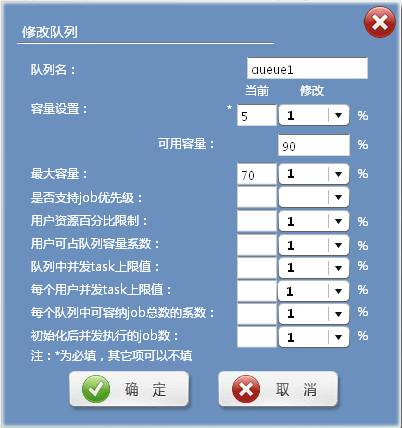 修改队列
队列名： queue1
当前 修改
容量设置： * 5 1 %
可用容量： 90 %
最大容量： 70 1 %
是否支持job优先级： %
用户资源百分比限制： 1 %
用户可占队列容量系数： 1 %
队列中并发task上限值： 1 %
每个用户并发task上限值： 1 %
每个队列中可容纳job总数的系数： 1 %
初始化后并发执行的job数： 1 %
注：*为必填，其它项可以不填
确 定 取 消